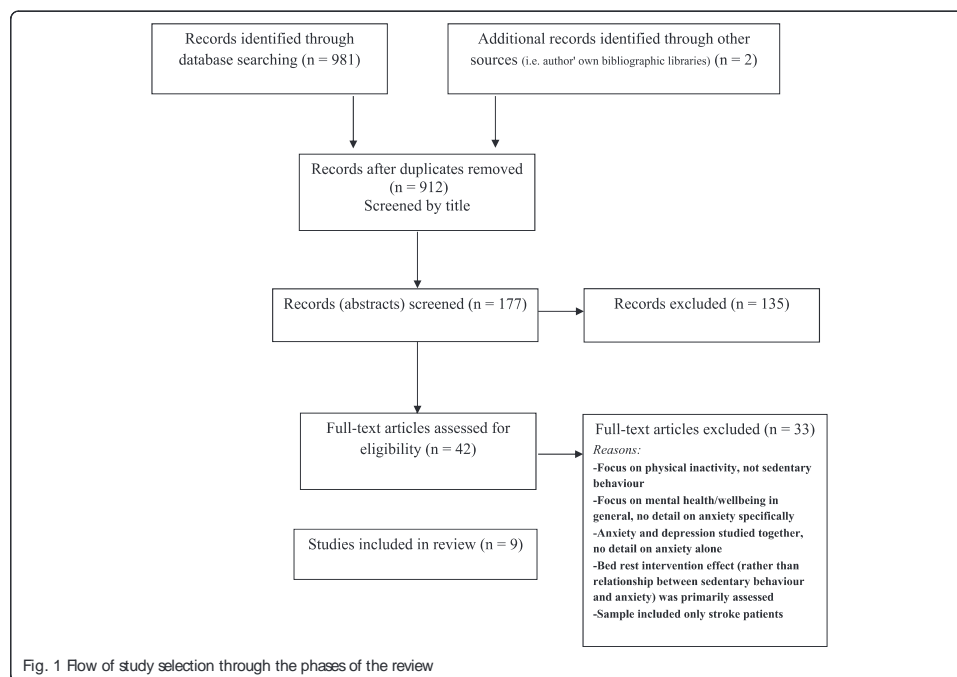 Records identified through
database searching (n = 981)
Additional records identified through other
sources (i.e. author' own bibliographic libraries) (n = 2)
Records after duplicates removed
(n = 912)
Screened by title
Records (abstracts) screened (n = 177)
Records excluded (n = 135)
Full-text articles assessed for
eligibility (n = 42)
Full-text articles excluded (n = 33)
Reasons:
-Focus on physical inactivity, not sedentary
behaviour
-Focus on mental health/wellbeing in
general, no detail on anxiety specifically
-Anxiety and depression studied together,
no detail on anxiety alone
-Bed rest intervention effect (rather than
relationship between sedentary behaviour
and anxiety) was primarily assessed
-Sample included only stroke patients
Studies included in review (n = 9)
Fig. 1 Flow of study selection through the phases of the review